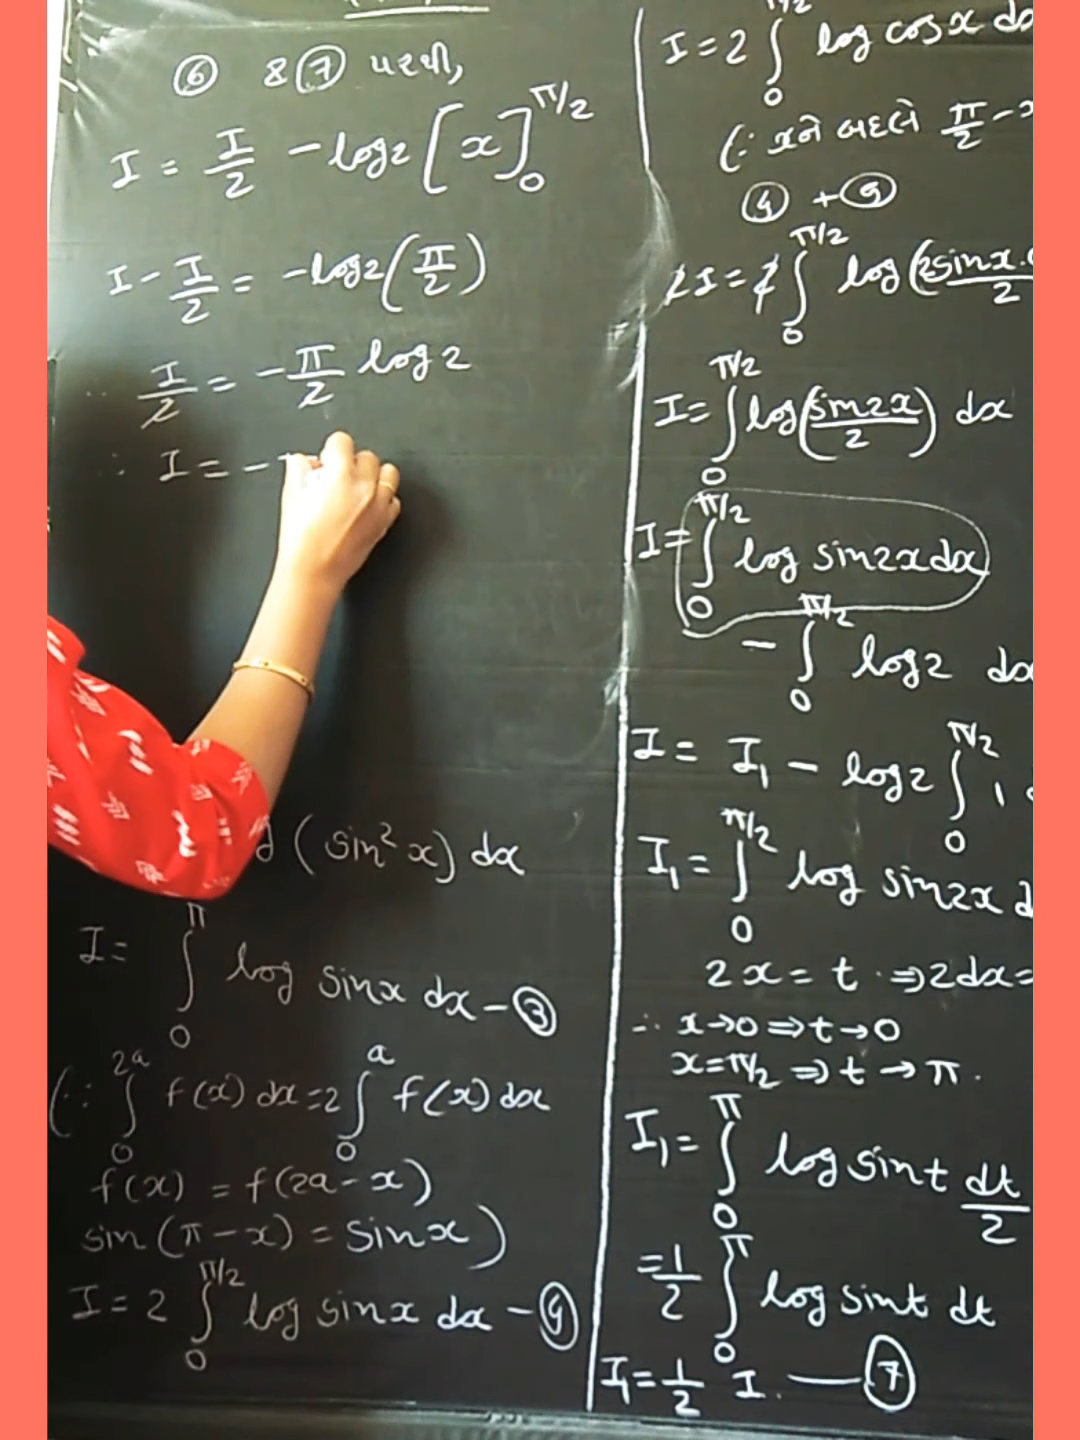 ⑥ & ⑦ પરથી,
I = I/2 - log2 [x]₀^π/2
I - I/2 = -log2 (π/2)
∴ I/2 = -π/2 log2
∴ I = -
(sin² x) dx
I = ∫₀^π log sinx dx - ③
(∵ ∫₀^2a f(x) dx = 2 ∫₀^a f(x) dx
f(x) = f(2a - x)
sin (π - x) = sinx)
I = 2 ∫₀^π/2 log sinx dx - ④
I = 2 ∫₀^π/2 log cosx dx
(∵ xને બદલે π/2 -
④ + ⑤
2I = 2 ∫₀^π/2 log (2sinx.
/2
I = ∫₀^π/2 log (sin2x/2) dx
I = ∫₀^π/2 log sin2x dx
- ∫₀^π/2 log2 dx
I = I₁ - log2 ∫₀^π/2 1
I₁ = ∫₀^π/2 log sin2x d
2x = t ⇒ 2dx =
∴ x→0 ⇒ t→0
x = π/2 ⇒ t → π.
I₁ = ∫₀^π log sint dt/2
= 1/2 ∫₀^π log sint dt
I₁ = 1/2 I. — ⑦